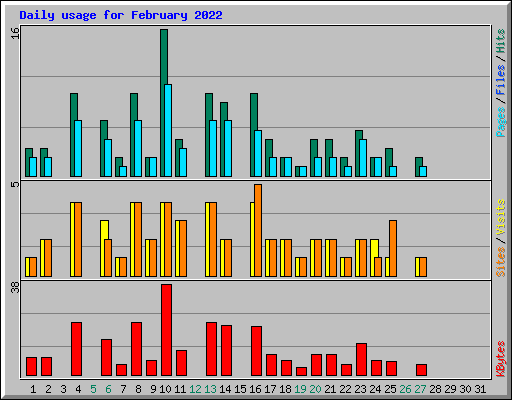 Daily usage for February 2022
16
Pages / Files / Hits
5
Sites / Visits
38
KBytes
1 2 3 4 5 6 7 8 9 10 11 12 13 14 15 16 17 18 19 20 21 22 23 24 25 26 27 28 29 30 31